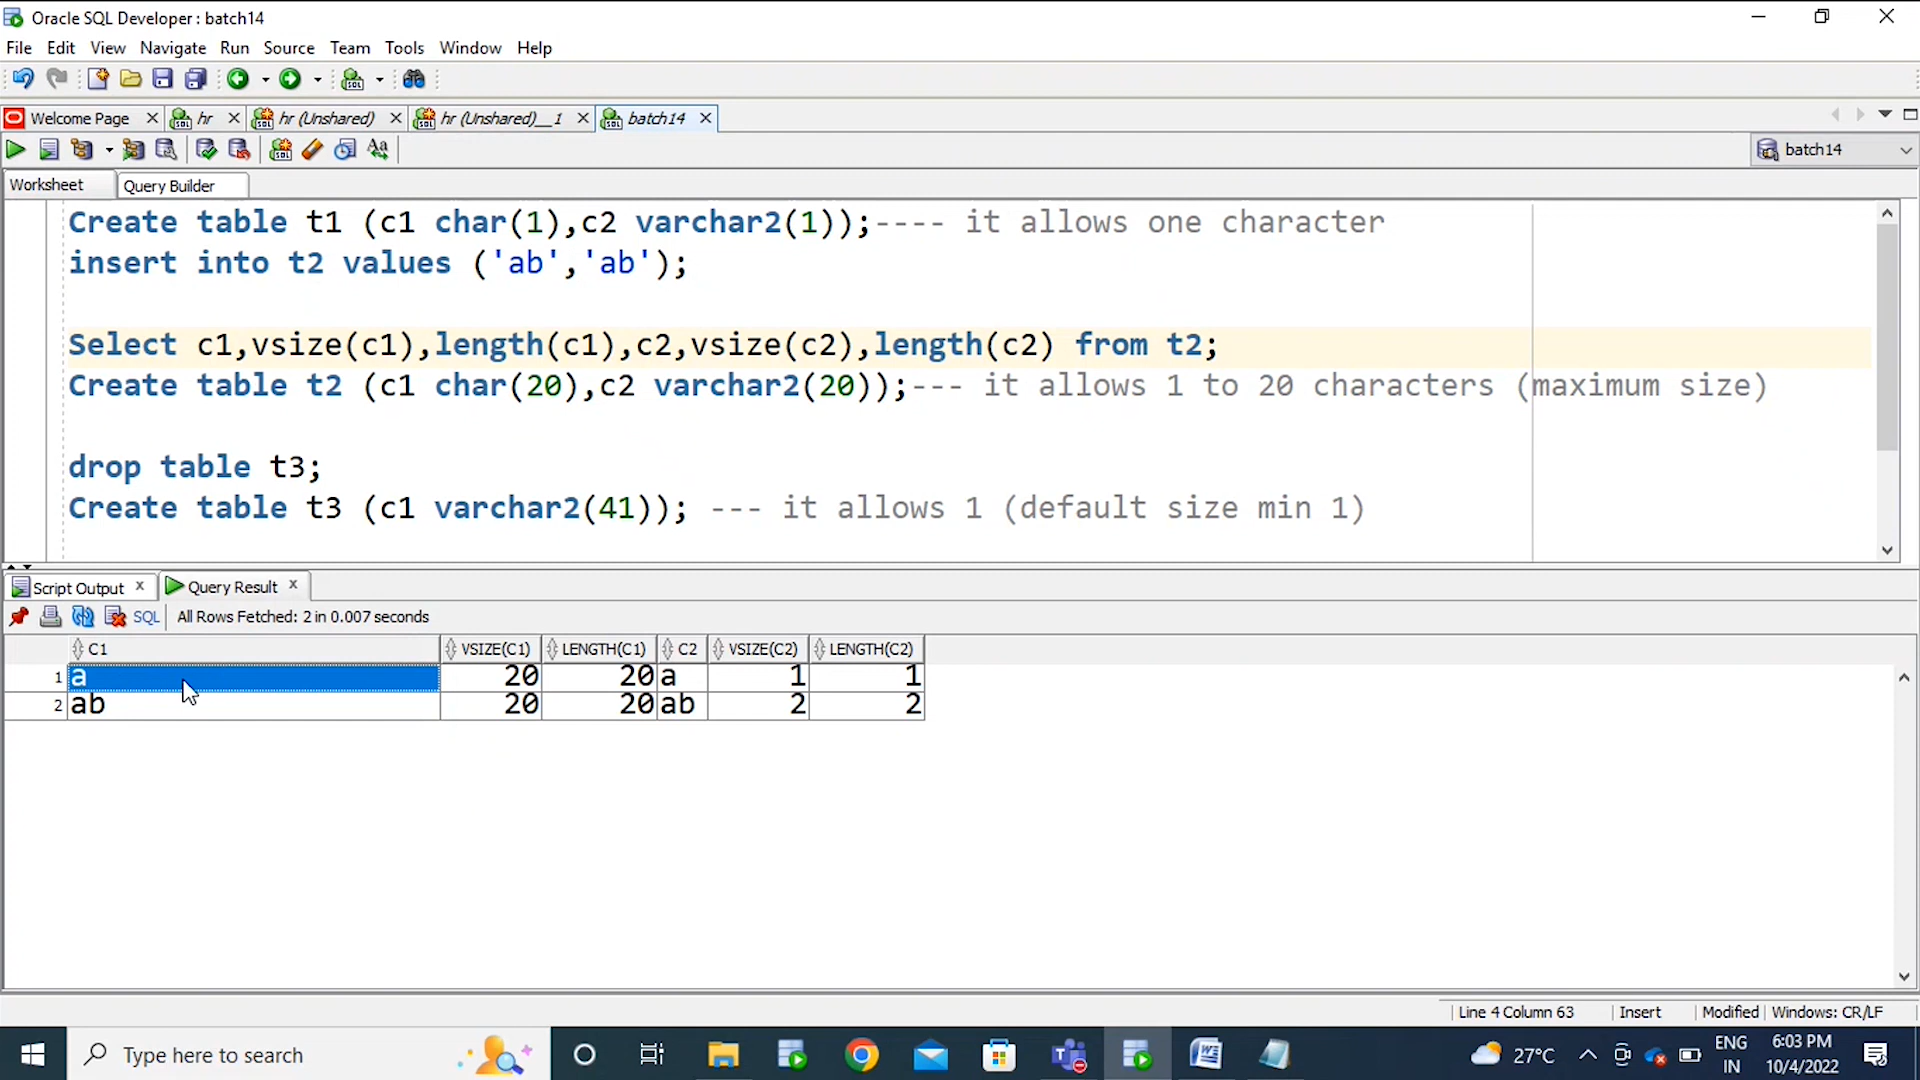 Oracle SQL Developer : batch14
File Edit View Navigate Run Source Team Tools Window Help
Welcome Page hr hr (Unshared) hr (Unshared)__1 batch14
batch14
Worksheet Query Builder
Create table t1 (c1 char(1),c2 varchar2(1));---- it allows one character
insert into t2 values ('ab','ab');
Select c1,vsize(c1),length(c1),c2,vsize(c2),length(c2) from t2;
Create table t2 (c1 char(20),c2 varchar2(20));--- it allows 1 to 20 characters (maximum size)
drop table t3;
Create table t3 (c1 varchar2(41)); --- it allows 1 (default size min 1)
Script Output Query Result
SQL All Rows Fetched: 2 in 0.007 seconds
C1 VSIZE(C1) LENGTH(C1) C2 VSIZE(C2) LENGTH(C2)
1 a 20 20 a 1 1
2 ab 20 20 ab 2 2
Line 4 Column 63 Insert Modified Windows: CR/LF
Type here to search 27°C ENG 6:03 PM
IN 10/4/2022